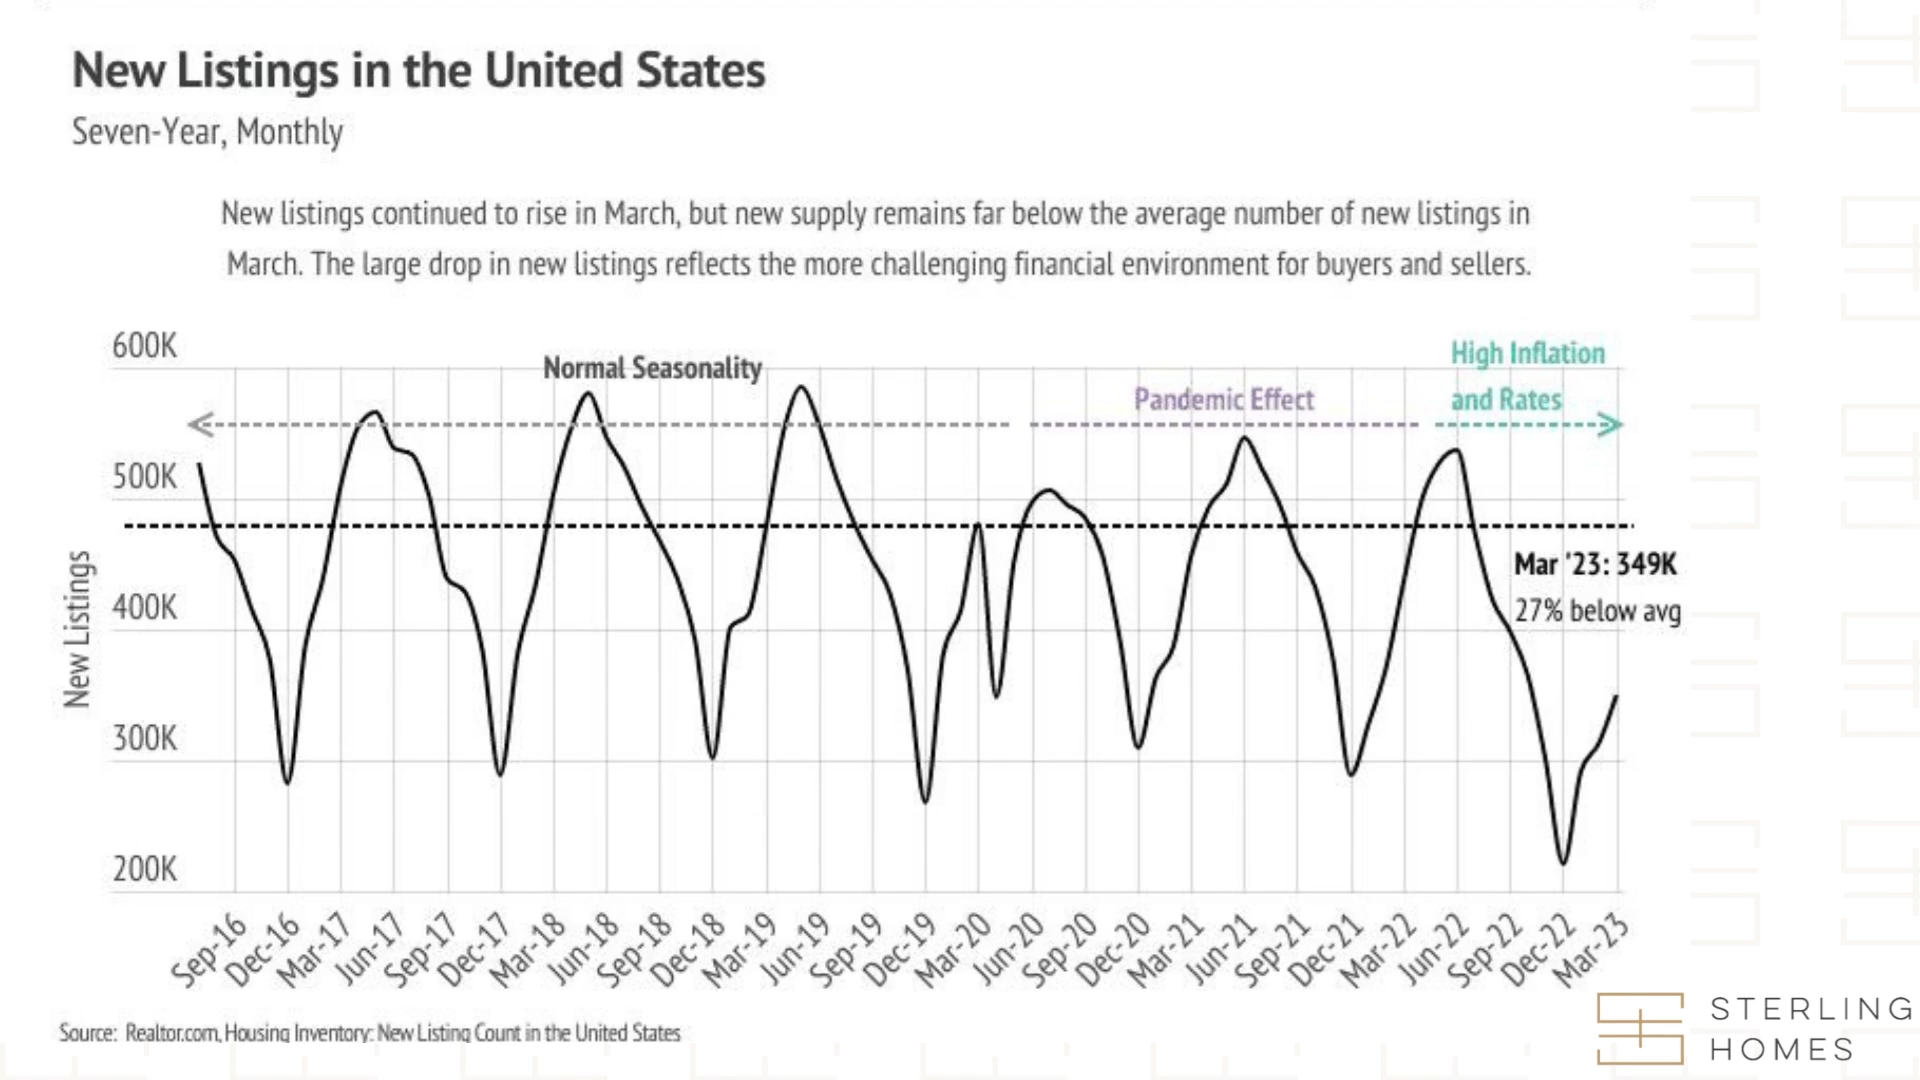 New Listings in the United States
Seven-Year, Monthly
New listings continued to rise in March, but new supply remains far below the average number of new listings in
March. The large drop in new listings reflects the more challenging financial environment for buyers and sellers.
600K
500K
400K
300K
200K
New Listings
Normal Seasonality
Pandemic Effect
High Inflation
and Rates
Mar '23: 349K
27% below avg
Sep-16
Dec-16
Mar-17
Jun-17
Sep-17
Dec-17
Mar-18
Jun-18
Sep-18
Dec-18
Mar-19
Jun-19
Sep-19
Dec-19
Mar-20
Jun-20
Sep-20
Dec-20
Mar-21
Jun-21
Sep-21
Dec-21
Mar-22
Jun-22
Sep-22
Dec-22
Mar-23
Source: Realtor.com, Housing Inventory: New Listing Count in the United States
STERLING
HOMES